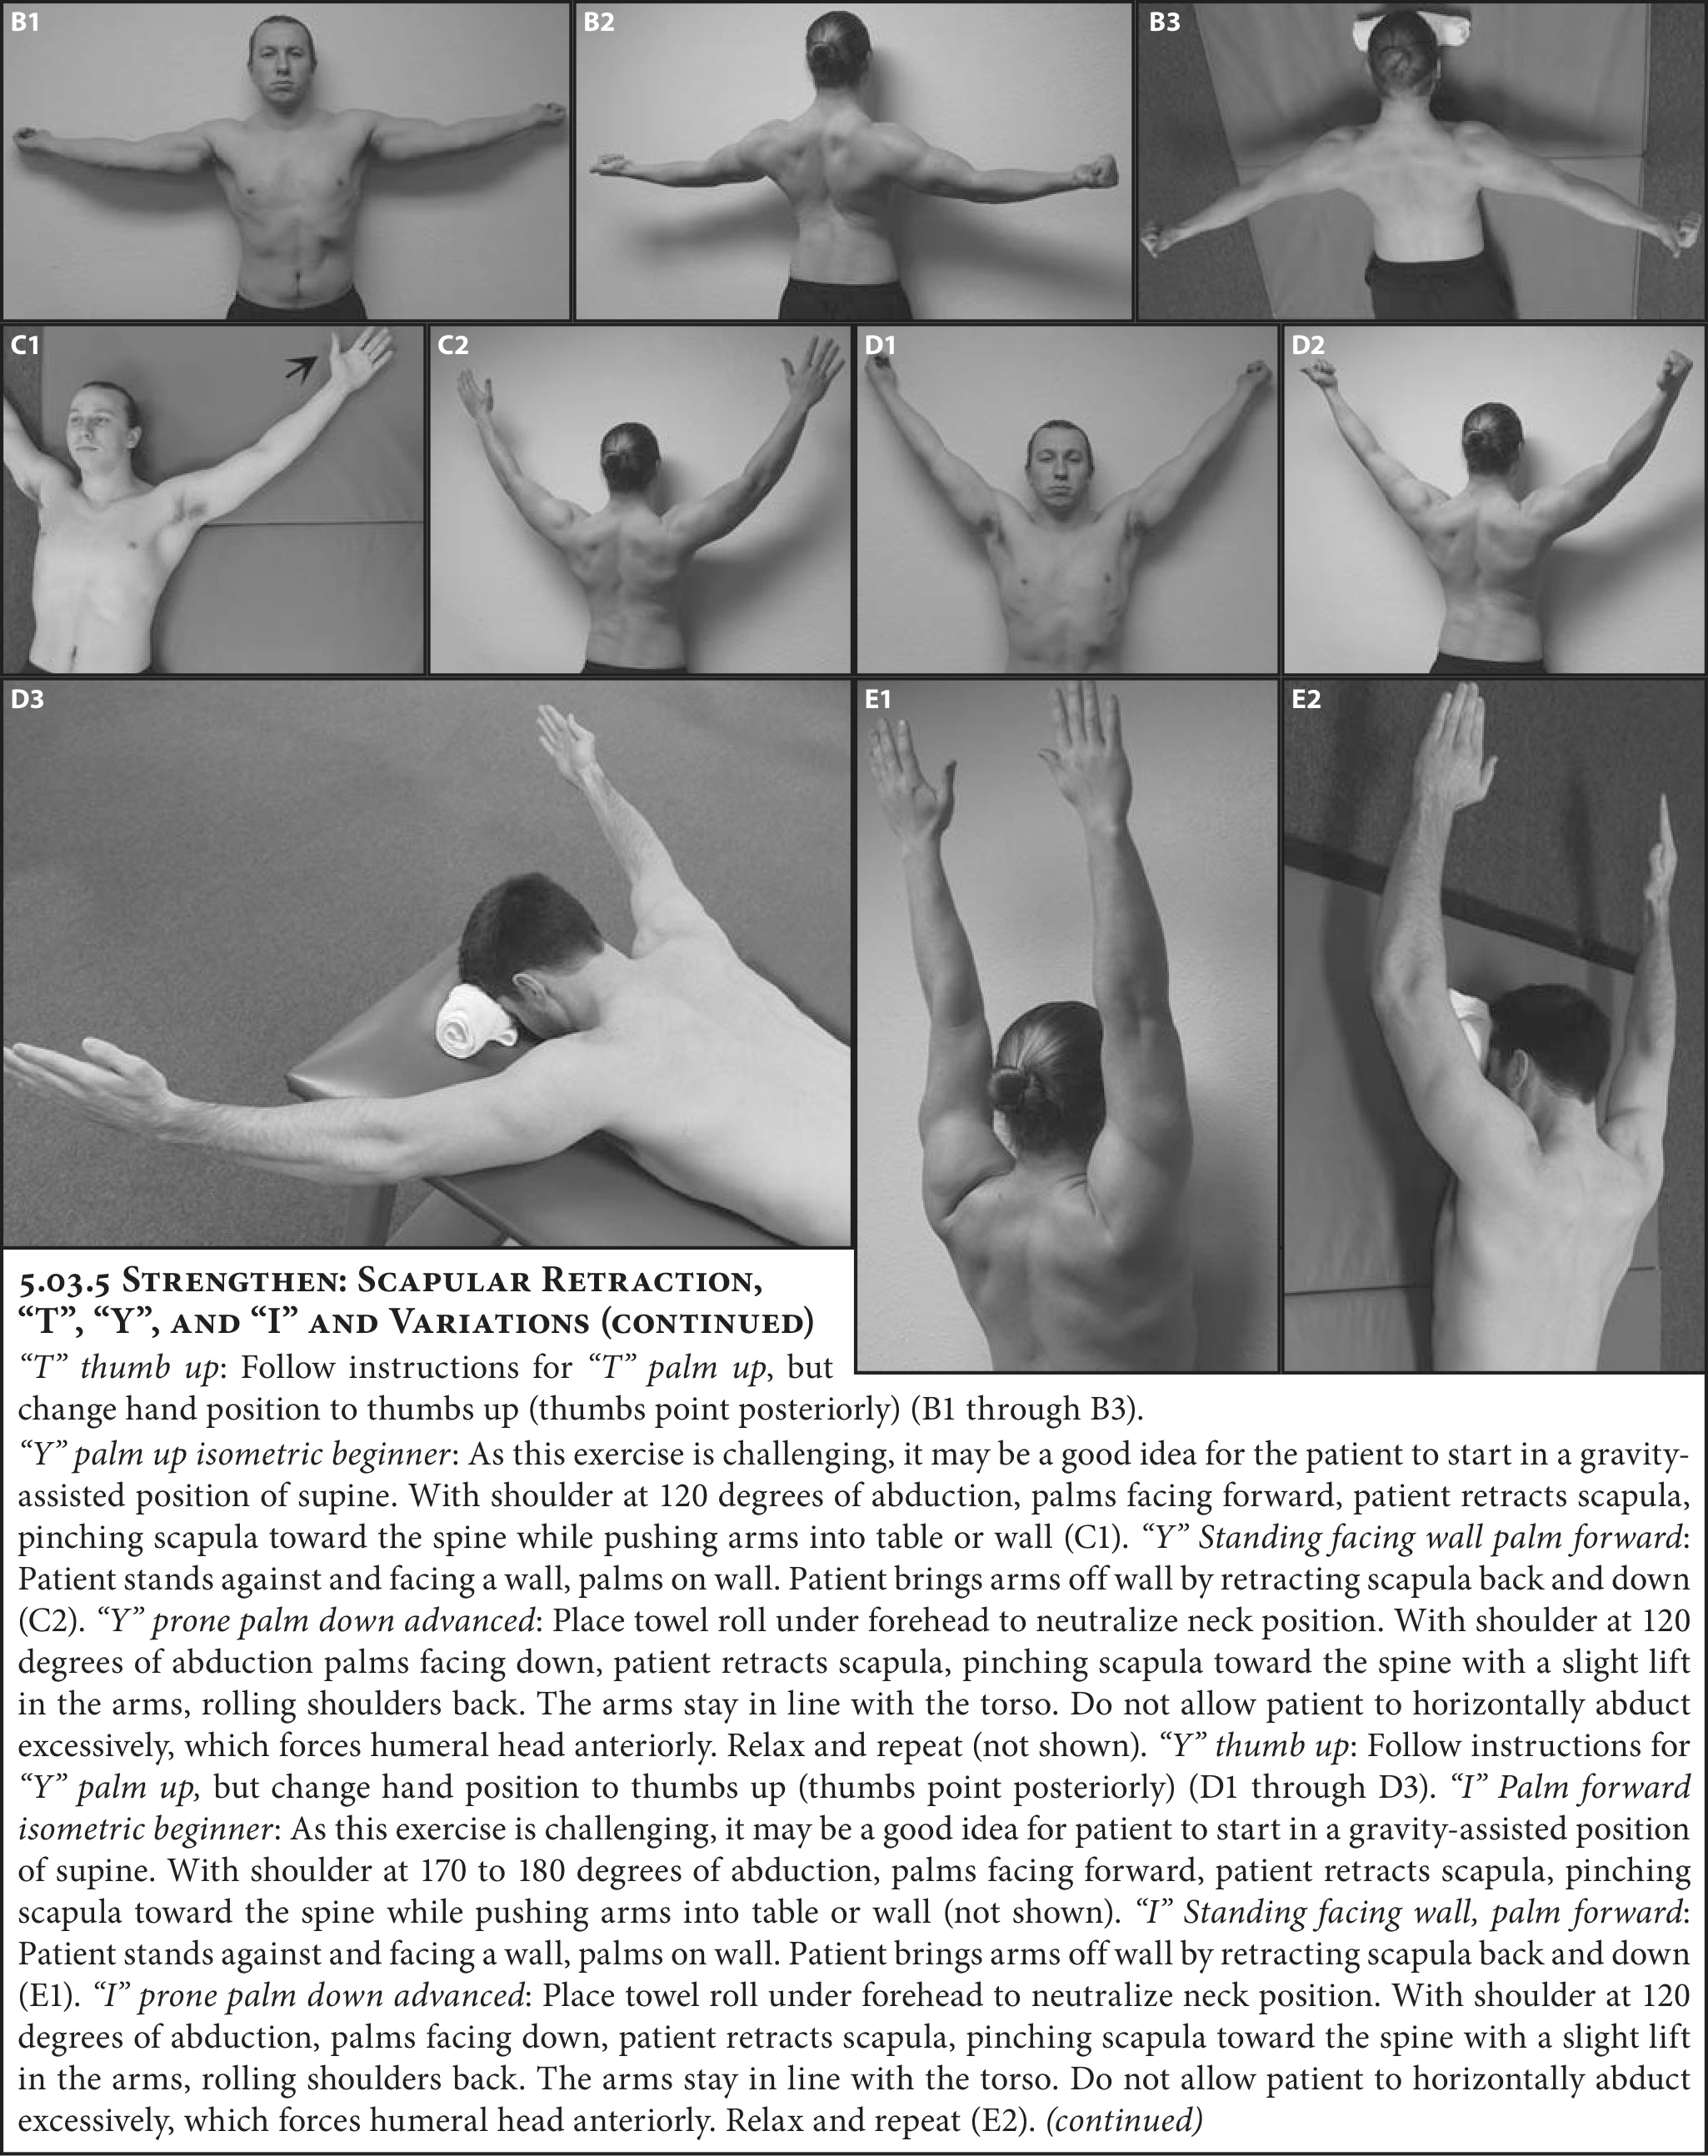 B1
B2
B3
C1
C2
D1
D2
D3
E1
E2
5.03.5 Strengthen: Scapular Retraction,
“T”, “Y”, and “I” and Variations (continued)
“T” thumb up: Follow instructions for “T” palm up, but
change hand position to thumbs up (thumbs point posteriorly) (B1 through B3).
“Y” palm up isometric beginner: As this exercise is challenging, it may be a good idea for the patient to start in a gravity-
assisted position of supine. With shoulder at 120 degrees of abduction, palms facing forward, patient retracts scapula,
pinching scapula toward the spine while pushing arms into table or wall (C1). “Y” Standing facing wall palm forward:
Patient stands against and facing a wall, palms on wall. Patient brings arms off wall by retracting scapula back and down
(C2). “Y” prone palm down advanced: Place towel roll under forehead to neutralize neck position. With shoulder at 120
degrees of abduction palms facing down, patient retracts scapula, pinching scapula toward the spine with a slight lift
in the arms, rolling shoulders back. The arms stay in line with the torso. Do not allow patient to horizontally abduct
excessively, which forces humeral head anteriorly. Relax and repeat (not shown). “Y” thumb up: Follow instructions for
“Y” palm up, but change hand position to thumbs up (thumbs point posteriorly) (D1 through D3). “I” Palm forward
isometric beginner: As this exercise is challenging, it may be a good idea for patient to start in a gravity-assisted position
of supine. With shoulder at 170 to 180 degrees of abduction, palms facing forward, patient retracts scapula, pinching
scapula toward the spine while pushing arms into table or wall (not shown). “I” Standing facing wall, palm forward:
Patient stands against and facing a wall, palms on wall. Patient brings arms off wall by retracting scapula back and down
(E1). “I” prone palm down advanced: Place towel roll under forehead to neutralize neck position. With shoulder at 120
degrees of abduction, palms facing down, patient retracts scapula, pinching scapula toward the spine with a slight lift
in the arms, rolling shoulders back. The arms stay in line with the torso. Do not allow patient to horizontally abduct
excessively, which forces humeral head anteriorly. Relax and repeat (E2). (continued)